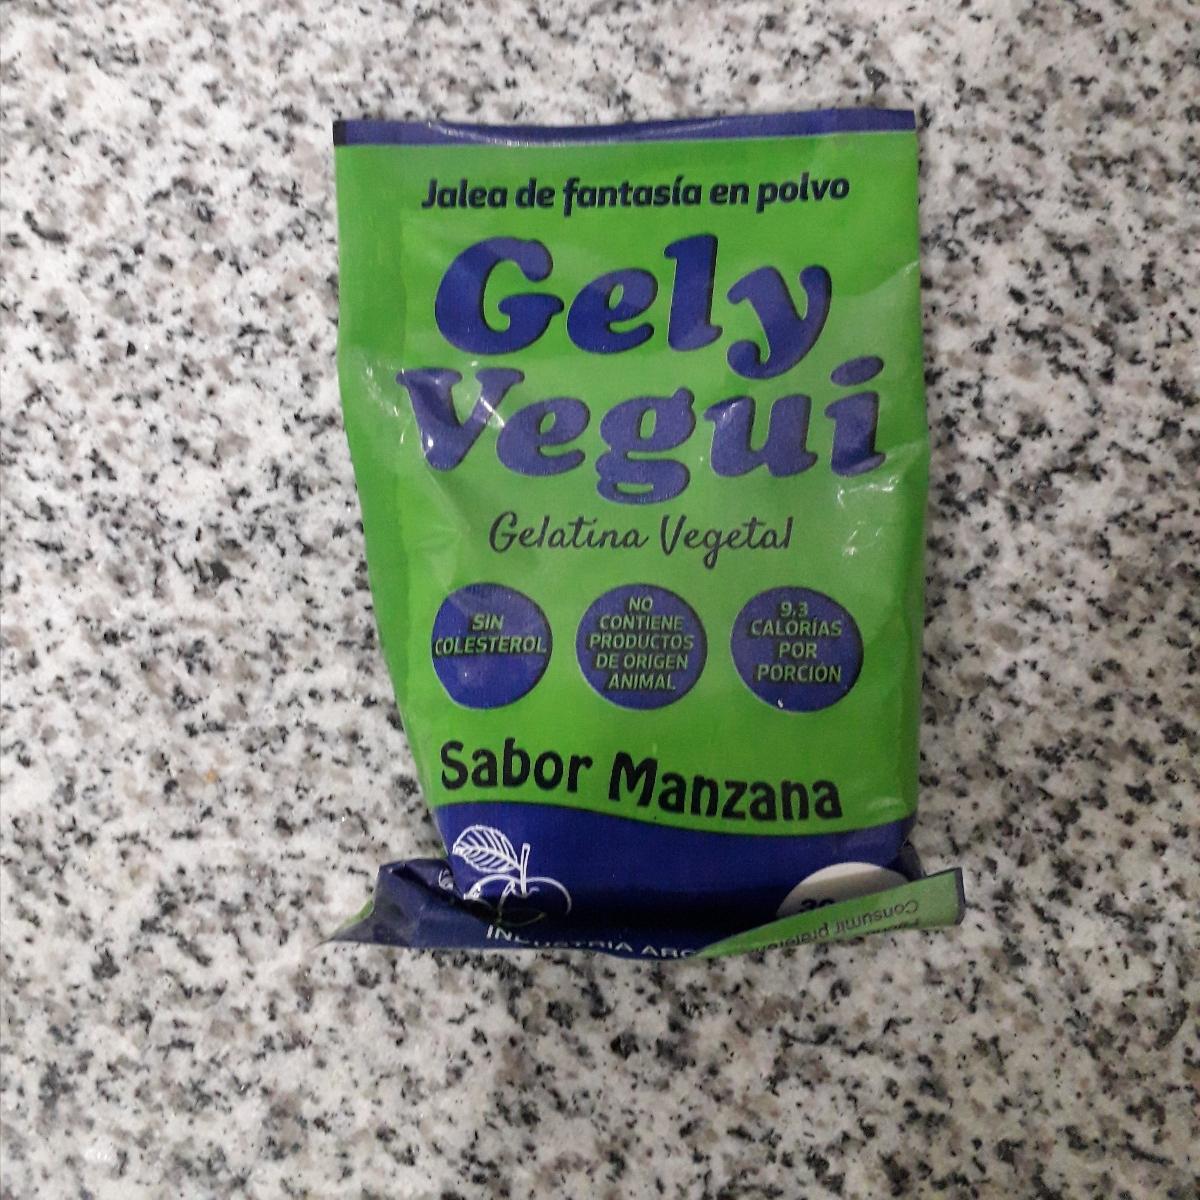 Jalea de fantasía en polvo
Gely
Vegui
Gelatina Vegetal
SIN
COLESTEROL
NO
CONTIENE
PRODUCTOS
DE ORIGEN
ANIMAL
9,3
CALORÍAS
POR
PORCIÓN
Sabor Manzana
INDUSTRIA
Consumir